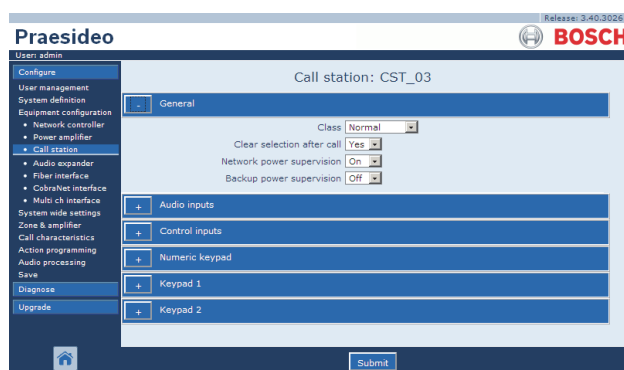 Release: 3.40.3026
Praesideo
BOSCH
User: admin
Configure
User management
System definition
Equipment configuration
• Network controller
• Power amplifier
• Call station
• Audio expander
• Fiber interface
• CobraNet interface
• Multi ch interface
System wide settings
Zone & amplifier
Call characteristics
Action programming
Audio processing
Save
Diagnose
Upgrade
Call station: CST_03
- General
Class Normal
Clear selection after call Yes
Network power supervision On
Backup power supervision Off
+ Audio inputs
+ Control inputs
+ Numeric keypad
+ Keypad 1
+ Keypad 2
Submit